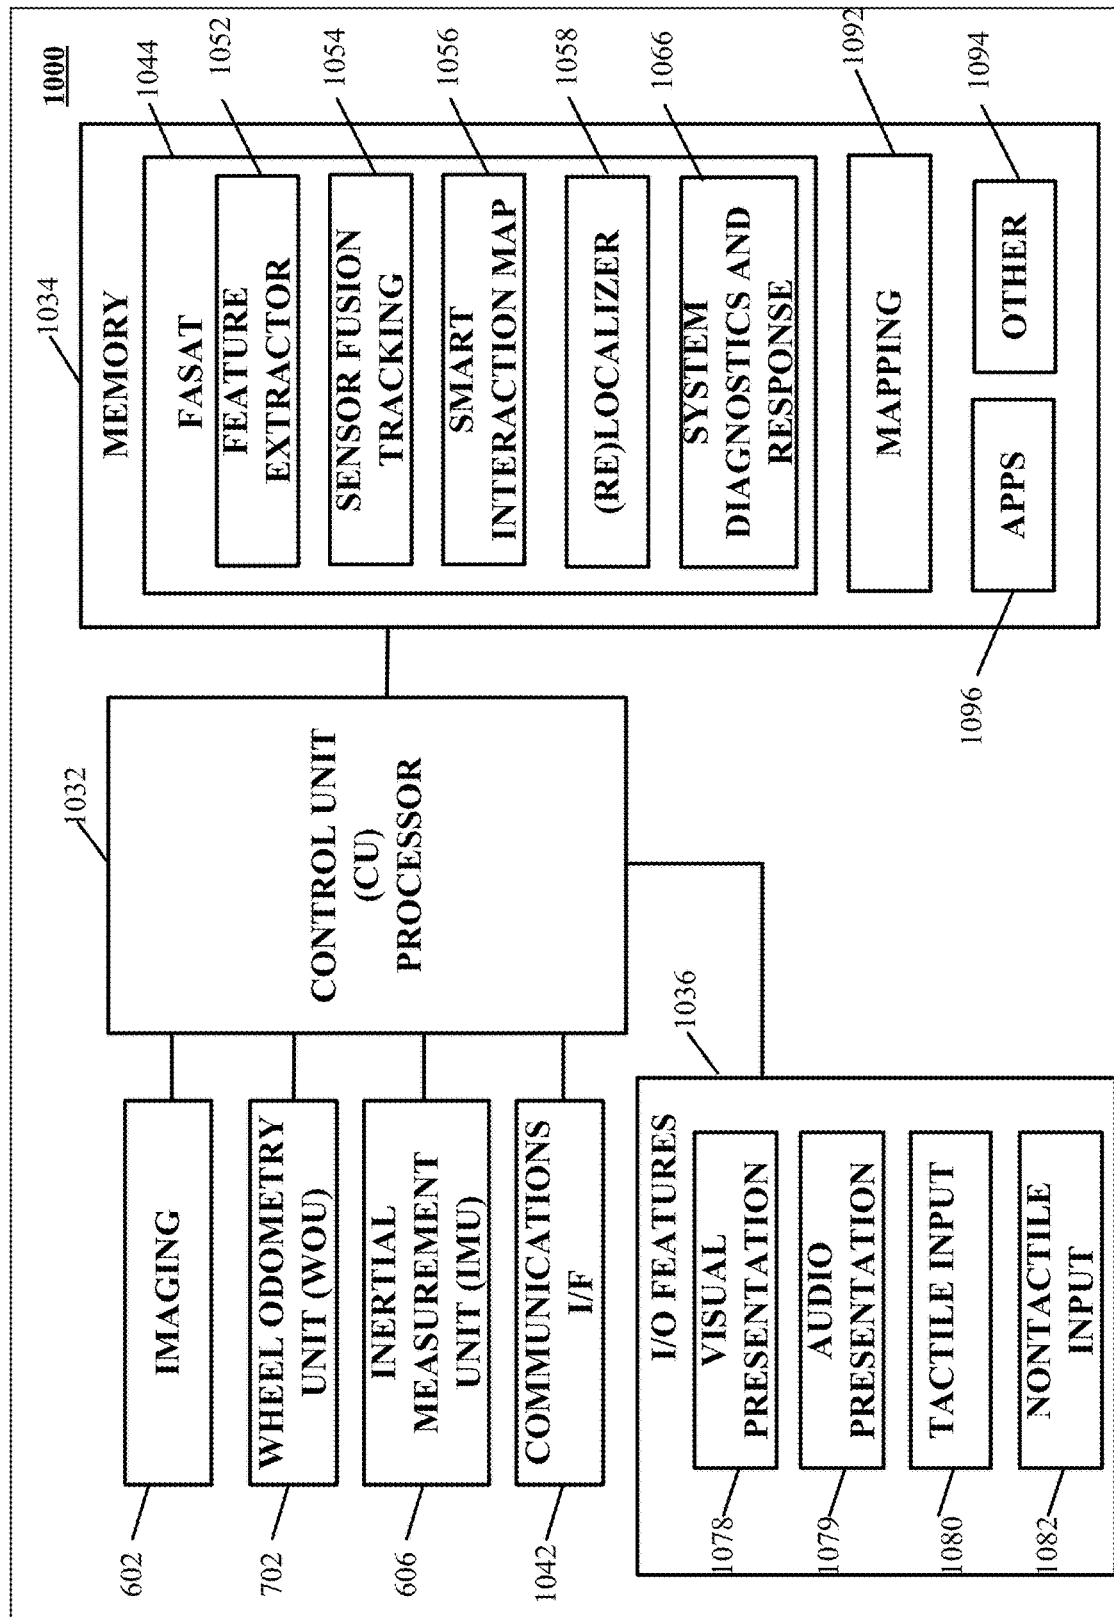 1000
1034
MEMORY
1044
FASAT
1052
FEATURE
EXTRACTOR
1054
SENSOR FUSION
TRACKING
1056
SMART
INTERACTION MAP
1058
(RE)LOCALIZER
1066
SYSTEM
DIAGNOSTICS AND
RESPONSE
1092
MAPPING
1096
APPS
1094
OTHER
1032
CONTROL UNIT
(CU)
PROCESSOR
602
IMAGING
702
WHEEL ODOMETRY
UNIT (WOU)
606
INERTIAL
MEASUREMENT
UNIT (IMU)
1042
COMMUNICATIONS
I/F
1036
I/O FEATURES
1078
VISUAL
PRESENTATION
1079
AUDIO
PRESENTATION
1080
TACTILE INPUT
1082
NONTACTILE
INPUT